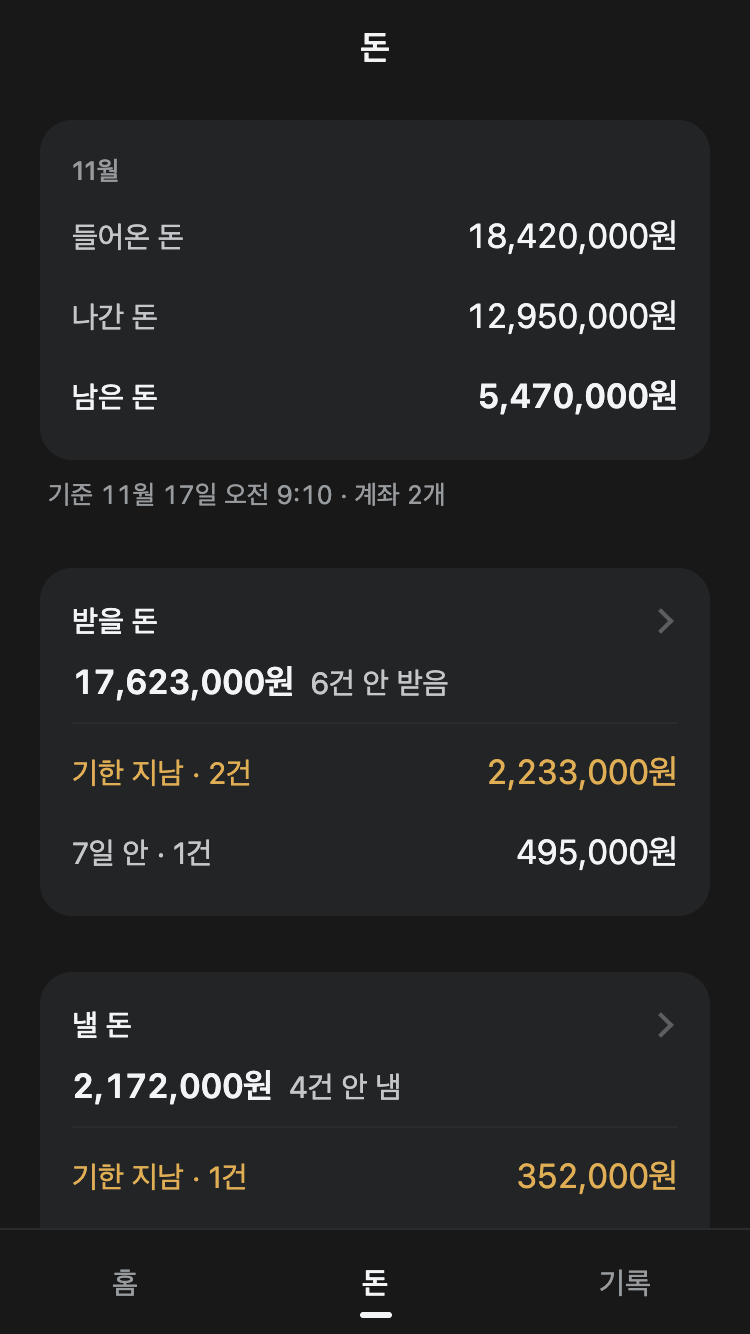 돈
11월
들어온 돈 18,420,000원
나간 돈 12,950,000원
남은 돈 5,470,000원
기준 11월 17일 오전 9:10 · 계좌 2개
받을 돈
17,623,000원 6건 안 받음
기한 지남 · 2건 2,233,000원
7일 안 · 1건 495,000원
낼 돈
2,172,000원 4건 안 냄
기한 지남 · 1건 352,000원
홈 돈 기록